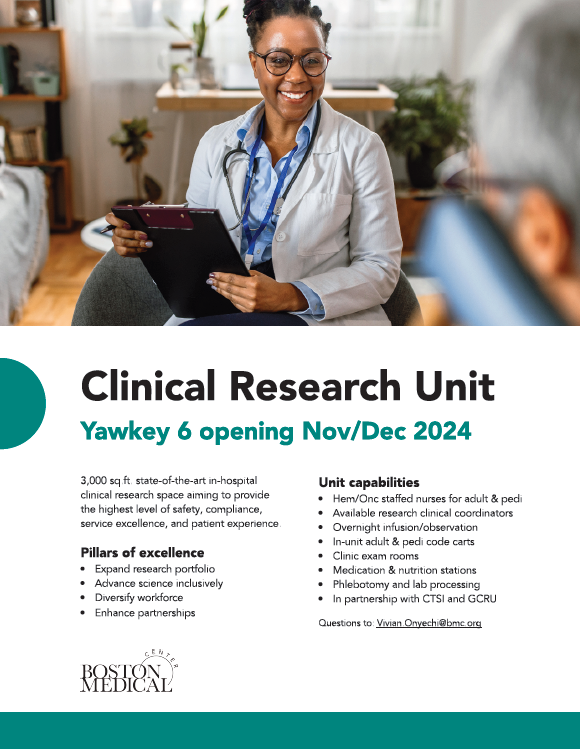 Clinical Research Unit
Yawkey 6 opening Nov/Dec 2024
3,000 sq.ft. state-of-the-art in-hospital
clinical research space aiming to provide
the highest level of safety, compliance,
service excellence, and patient experience.
Pillars of excellence
• Expand research portfolio
• Advance science inclusively
• Diversify workforce
• Enhance partnerships
Unit capabilities
• Hem/Onc staffed nurses for adult & pedi
• Available research clinical coordinators
• Overnight infusion/observation
• In-unit adult & pedi code carts
• Clinic exam rooms
• Medication & nutrition stations
• Phlebotomy and lab processing
• In partnership with CTSI and GCRU
Questions to: Vivian.Onyechi@bmc.org
BOSTON
MEDICAL
CENTER